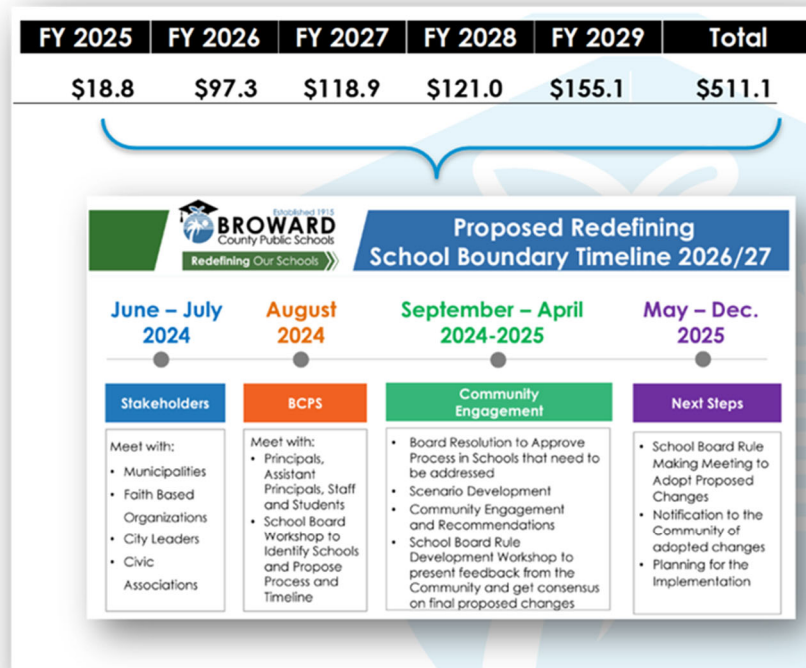 FY 2025 FY 2026 FY 2027 FY 2028 FY 2029 Total
$18.8 $97.3 $118.9 $121.0 $155.1 $511.1
Established 1915
BROWARD
County Public Schools
Redefining Our Schools
Proposed Redefining
School Boundary Timeline 2026/27
June – July
2024
August
2024
September – April
2024-2025
May – Dec.
2025
Stakeholders
Meet with:
• Municipalities
• Faith Based
Organizations
• City Leaders
• Civic
Associations
BCPS
Meet with:
• Principals,
Assistant
Principals, Staff
and Students
• School Board
Workshop to
Identify Schools
and Propose
Process and
Timeline
Community
Engagement
• Board Resolution to Approve
Process in Schools that need to
be addressed
• Scenario Development
• Community Engagement
and Recommendations
• School Board Rule
Development Workshop to
present feedback from the
Community and get consensus
on final proposed changes
Next Steps
• School Board Rule
Making Meeting to
Adopt Proposed
Changes
• Notification to the
Community of
adopted changes
• Planning for the
Implementation